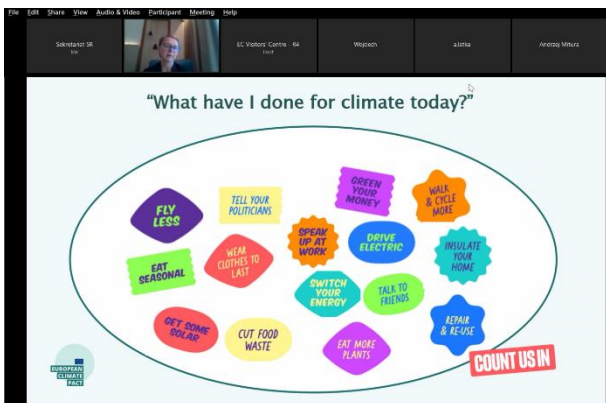 File Edit Share View Audio & Video Participant Meeting Help
Sekretariat SR
Me
EC Visitors' Centre - R4
Host
Wojciech
a.latka
Andrzej Mitura
“What have I done for climate today?”
FLY
LESS
TELL YOUR
POLITICIANS
GREEN
YOUR
MONEY
WALK
& CYCLE
MORE
EAT
SEASONAL
WEAR
CLOTHES TO
LAST
SPEAK
UP AT
WORK
DRIVE
ELECTRIC
INSULATE
YOUR
HOME
SWITCH
YOUR
ENERGY
TALK TO
FRIENDS
GET SOME
SOLAR
CUT FOOD
WASTE
EAT MORE
PLANTS
REPAIR
& RE-USE
EUROPEAN
CLIMATE
PACT
COUNT US IN